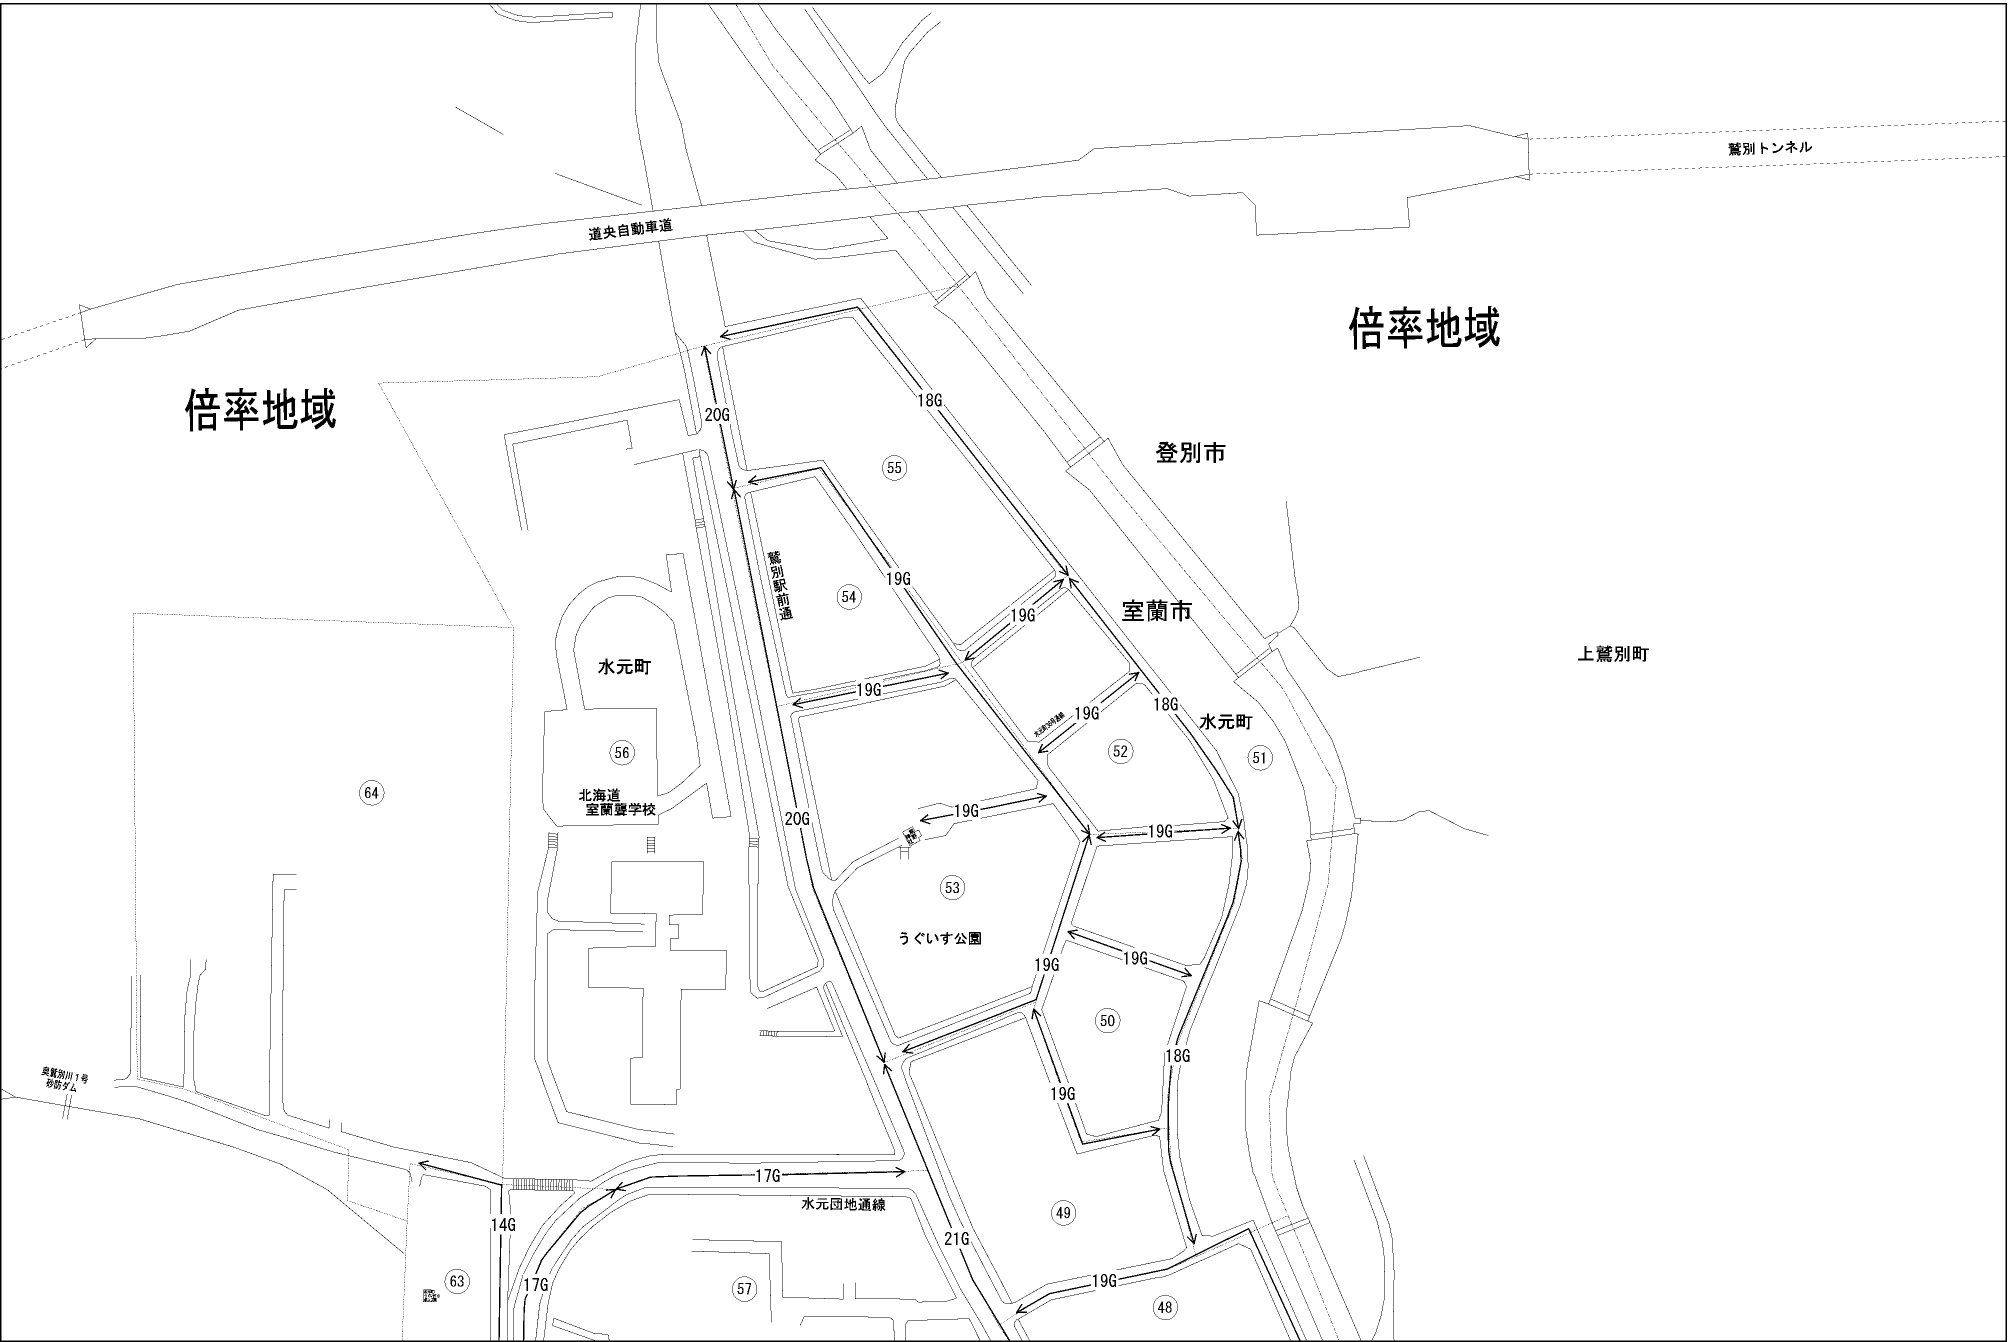 鷲別トンネル
道央自動車道
倍率地域
倍率地域
18G
20G
登別市
55
鷲別駅前通
19G
54
19G
室蘭市
上鷲別町
水元町
19G
18G
19G
水元町
56
52
51
64
北海道
室蘭聾学校
19G
20G
19G
53
うぐいす公園
19G
19G
50
18G
奥鷲別川1号
砂防ダム
19G
17G
水元団地通線
49
14G
21G
63
17G
57
19G
48